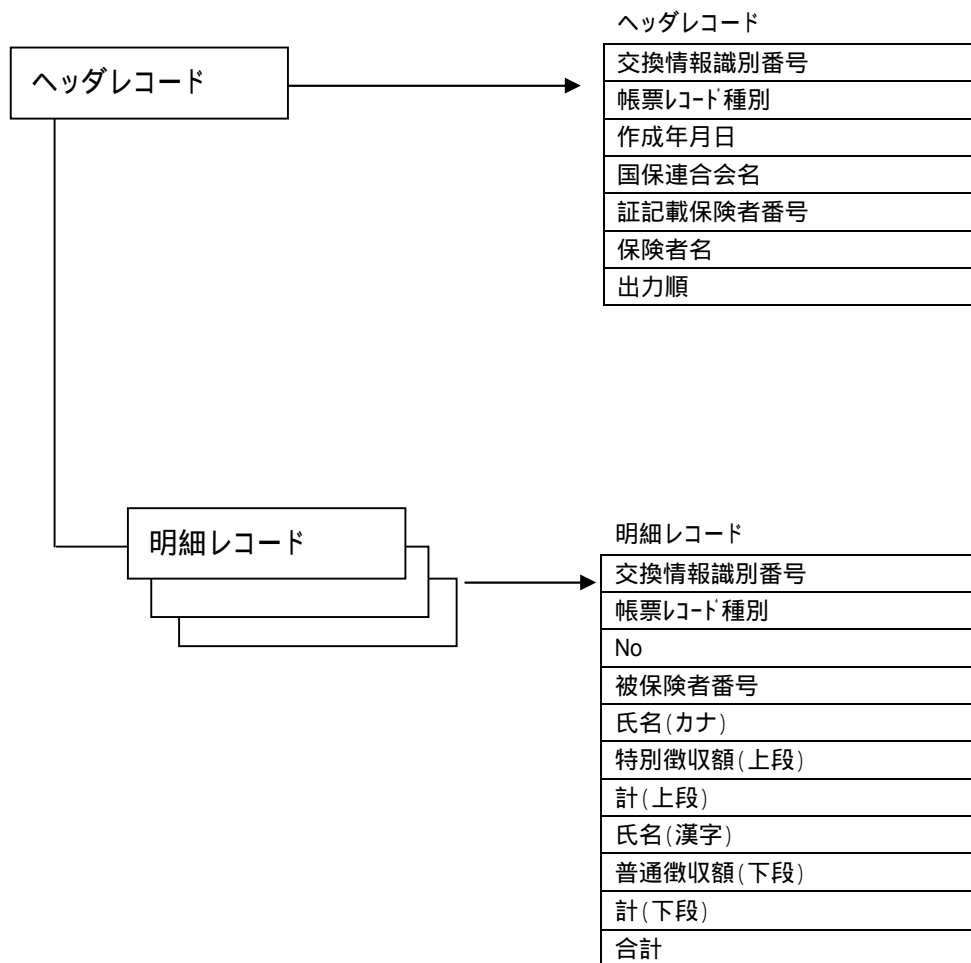 ヘッダレコード
ヘッダレコード
交換情報識別番号
帳票ﾚｺｰﾄﾞ種別
作成年月日
国保連合会名
証記載保険者番号
保険者名
出力順
明細レコード
明細レコード
交換情報識別番号
帳票ﾚｺｰﾄﾞ種別
No
被保険者番号
氏名(カナ)
特別徴収額(上段)
計(上段)
氏名(漢字)
普通徴収額(下段)
計(下段)
合計